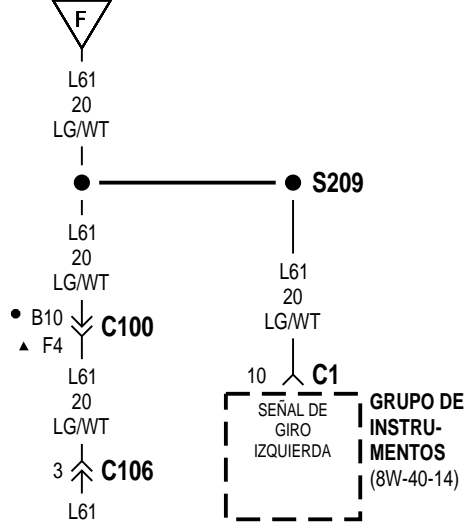 F
L61
20
LG/WT
S209
L61
20
LG/WT
L61
20
LG/WT
B10
C100
F4
L61
20
LG/WT
10
C1
SEÑAL DE
GIRO
IZQUIERDA
GRUPO DE
INSTRU-
MENTOS
(8W-40-14)
3
C106
L61